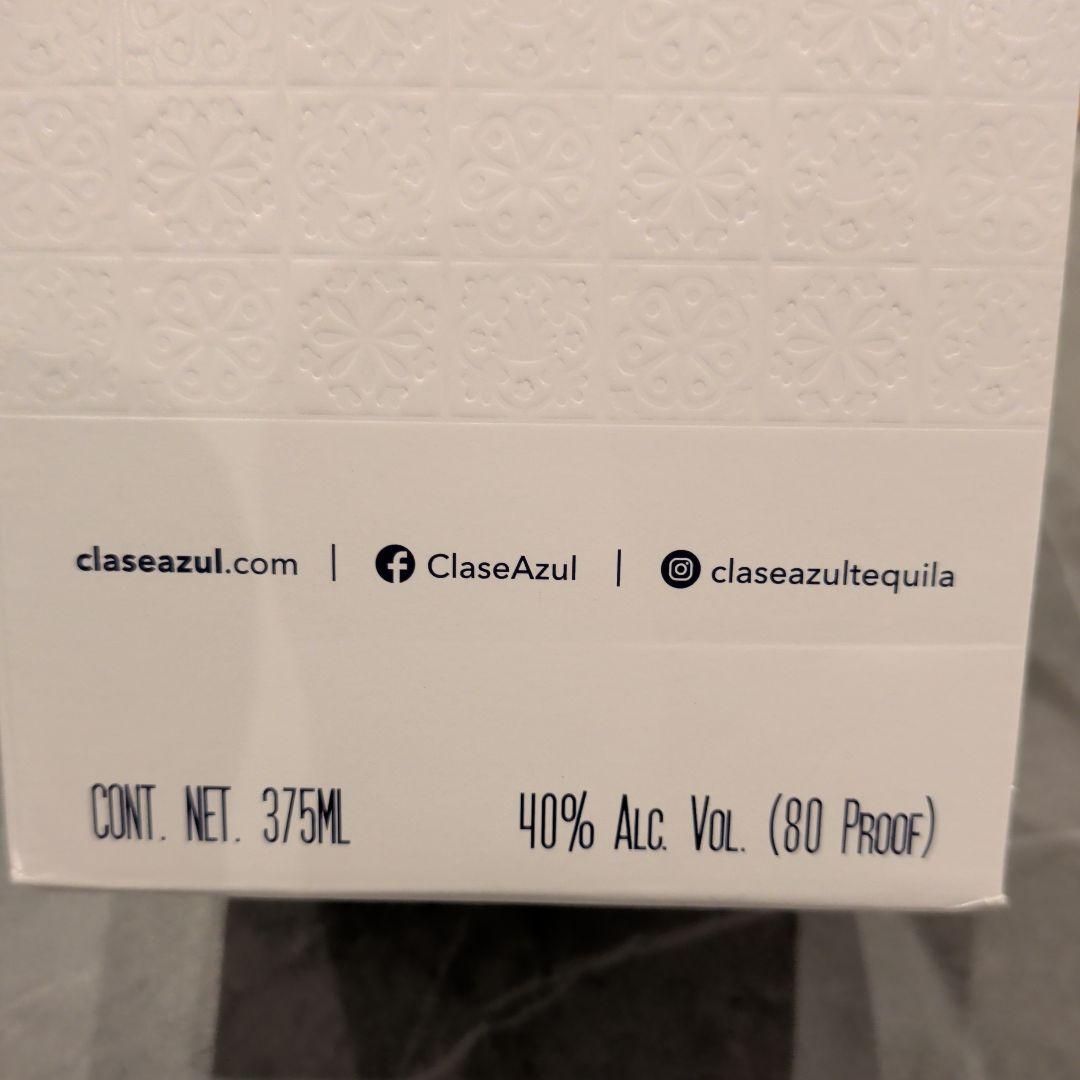 claseazul.com | ClaseAzul | claseazultequila
CONT. NET. 375ML 40% ALC. VOL. (80 PROOF)